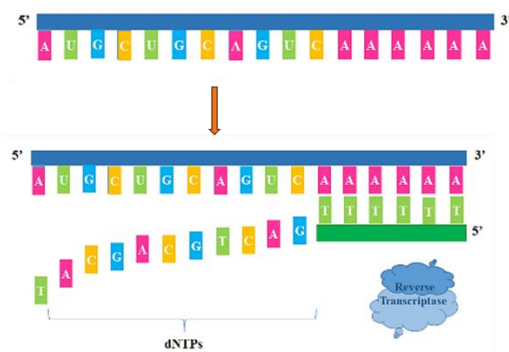 5' 3'
A U G C U G C A G U C A A A A A A
5' 3'
A U G C U G C A G U C A A A A A A
T T T T T T
T A C G A C G T C A G
5'
Reverse
Transcriptase
dNTPs